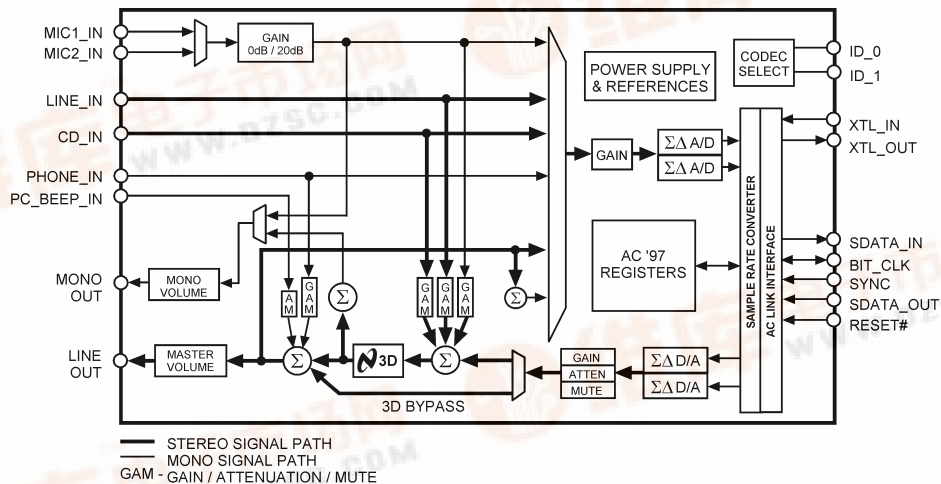 MIC1_IN
MIC2_IN
GAIN
0dB / 20dB
LINE_IN
CD_IN
PHONE_IN
PC_BEEP_IN
MONO
OUT
MONO
VOLUME
LINE
OUT
MASTER
VOLUME
AM
GAM
Σ
GAM
GAM
GAM
Σ
Σ
3D
Σ
3D BYPASS
POWER SUPPLY
& REFERENCES
CODEC
SELECT
GAIN
ΣΔ A/D
ΣΔ A/D
AC '97
REGISTERS
GAIN
ATTEN
MUTE
ΣΔ D/A
ΣΔ D/A
SAMPLE RATE CONVERTER
AC LINK INTERFACE
ID_0
ID_1
XTL_IN
XTL_OUT
SDATA_IN
BIT_CLK
SYNC
SDATA_OUT
RESET#
STEREO SIGNAL PATH
MONO SIGNAL PATH
GAM - GAIN / ATTENUATION / MUTE
WWW.DZSC.COM